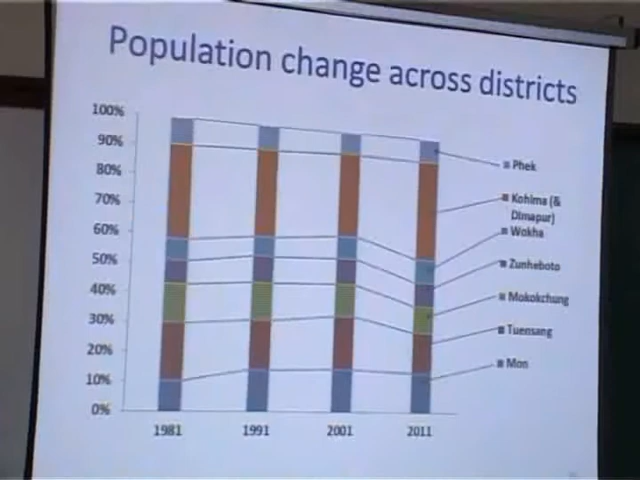 Population change across districts
100%
90%
80%
70%
60%
50%
40%
30%
20%
10%
0%
1981
1991
2001
2011
Phek
Kohima (&
Dimapur)
Wokha
Zunheboto
Mokokchung
Tuensang
Mon